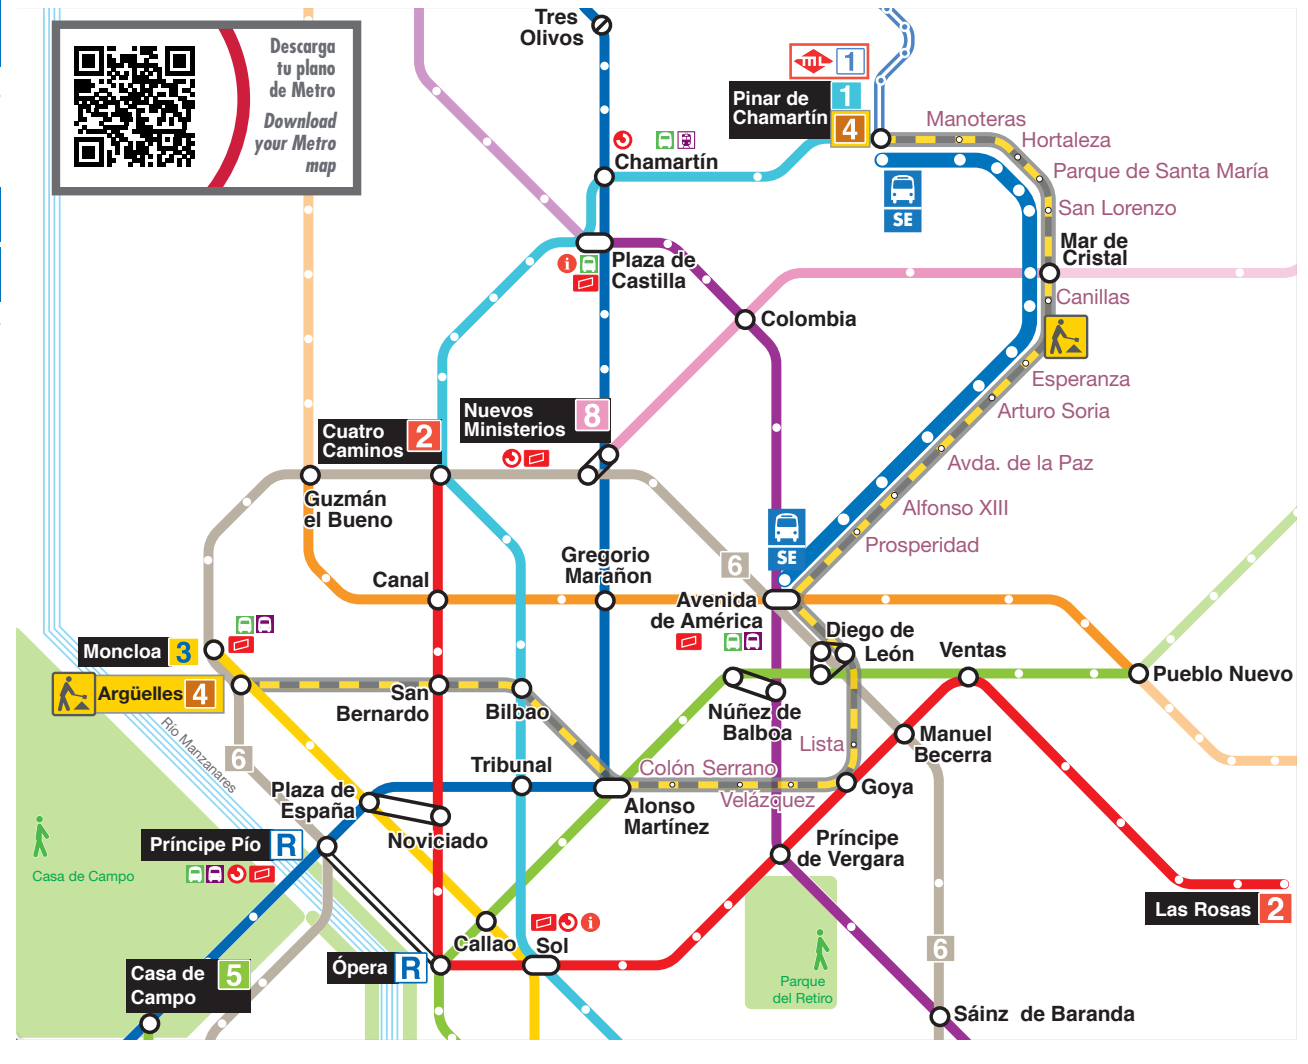 Descarga
tu plano
de Metro
Download
your Metro
map
Tres
Olivos
ML 1
Pinar de
Chamartín
1
4
Manoteras
Hortaleza
Parque de Santa María
San Lorenzo
Mar de
Cristal
Canillas
Esperanza
Arturo Soria
Avda. de la Paz
Alfonso XIII
Prosperidad
SE
Chamartín
i
Plaza de
Castilla
Colombia
Nuevos
Ministerios
8
Cuatro
Caminos
2
Guzmán
el Bueno
Canal
Gregorio
Marañon
6
SE
Avenida
de América
Diego de
León
Ventas
Pueblo Nuevo
Moncloa 3
Argüelles 4
San
Bernardo
Bilbao
Núñez de
Balboa
Manuel
Becerra
Lista
Río Manzanares
6
Tribunal
Colón Serrano
Velázquez
Goya
Plaza de
España
Noviciado
Alonso
Martínez
Príncipe Pío R
Príncipe
de Vergara
Casa de Campo
Callao
Sol
i
Las Rosas 2
Ópera R
Casa de
Campo
5
6
Parque
del Retiro
Sáinz de Baranda